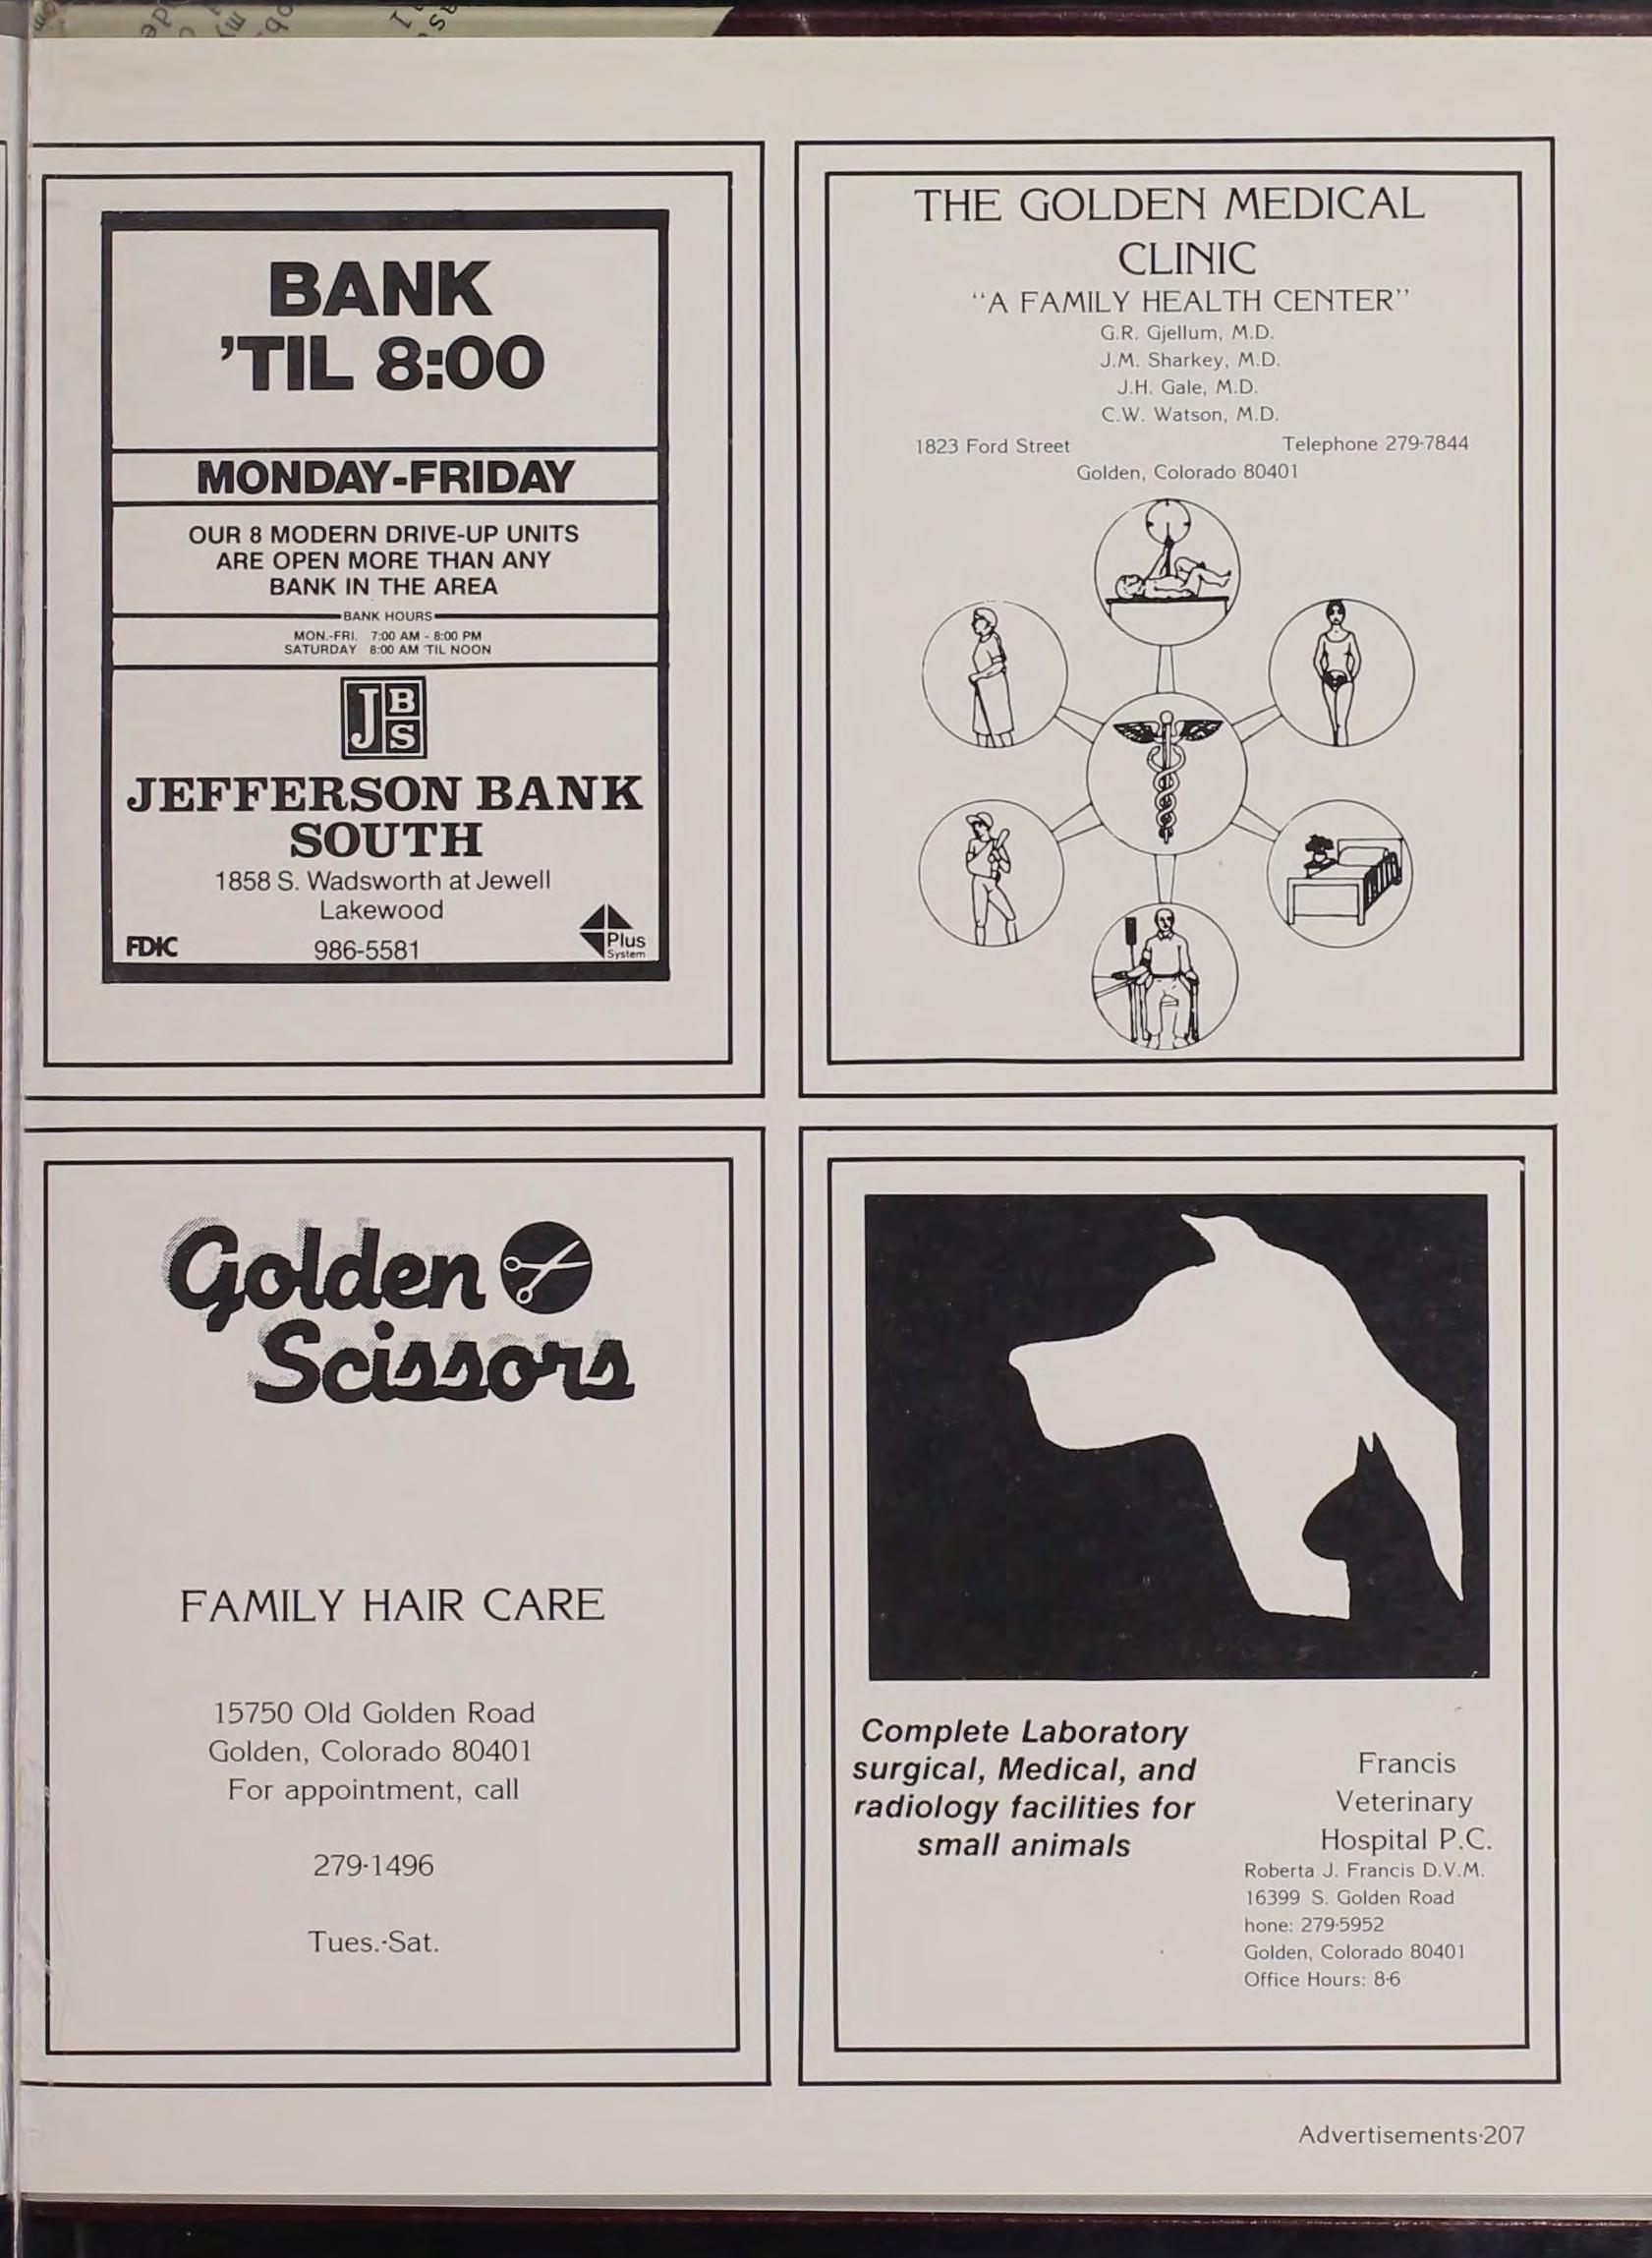 BANK
'TIL 8:00
MONDAY-FRIDAY
OUR 8 MODERN DRIVE-UP UNITS
ARE OPEN MORE THAN ANY
BANK IN THE AREA
BANK HOURS
MON.-FRI. 7:00 AM - 8:00 PM
SATURDAY 8:00 AM 'TIL NOON
JBS
JEFFERSON BANK
SOUTH
1858 S. Wadsworth at Jewell
Lakewood
986-5581
FDIC
Plus
System
THE GOLDEN MEDICAL
CLINIC
"A FAMILY HEALTH CENTER"
G.R. Gjellum, M.D.
J.M. Sharkey, M.D.
J.H. Gale, M.D.
C.W. Watson, M.D.
1823 Ford Street Telephone 279-7844
Golden, Colorado 80401
Golden
Scissors
FAMILY HAIR CARE
15750 Old Golden Road
Golden, Colorado 80401
For appointment, call
279-1496
Tues.-Sat.
Complete Laboratory
surgical, Medical, and
radiology facilities for
small animals
Francis
Veterinary
Hospital P.C.
Roberta J. Francis D.V.M.
16399 S. Golden Road
hone: 279-5952
Golden, Colorado 80401
Office Hours: 8-6
Advertisements-207